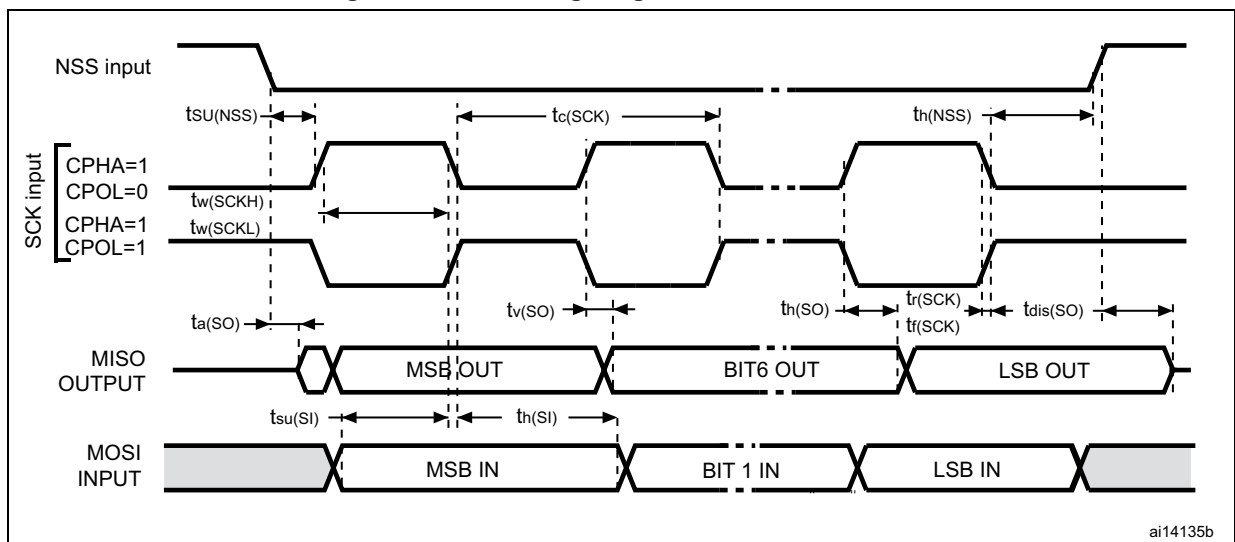 NSS input
tSU(NSS)
tc(SCK)
th(NSS)
SCK input
CPHA=1
CPOL=0
tw(SCKH)
CPHA=1
tw(SCKL)
CPOL=1
ta(SO)
tv(SO)
th(SO)
tr(SCK)
tf(SCK)
tdis(SO)
MISO
OUTPUT
MSB OUT
BIT6 OUT
LSB OUT
tsu(SI)
th(SI)
MOSI
INPUT
MSB IN
BIT 1 IN
LSB IN
ai14135b